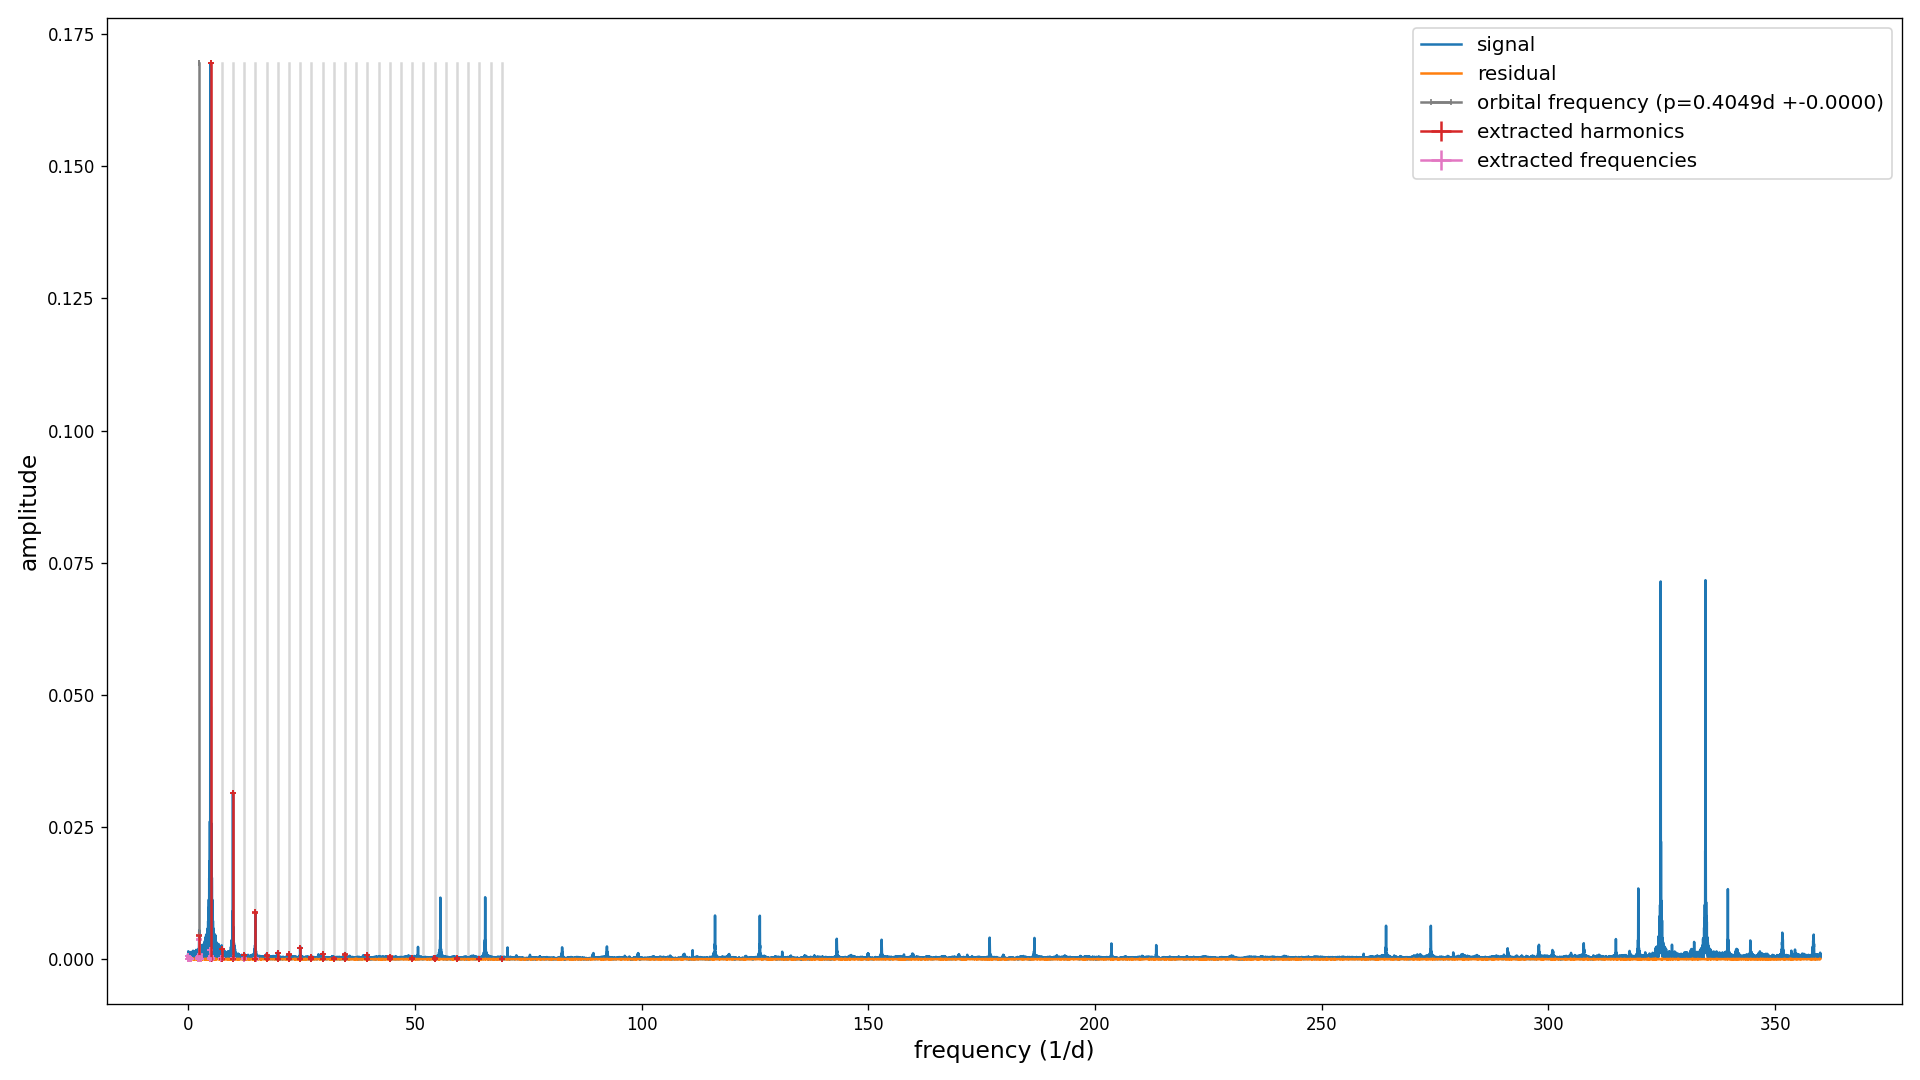 0.175
0.150
0.125
0.100
0.075
0.050
0.025
0.000
amplitude
signal
residual
orbital frequency (p=0.4049d +-0.0000)
extracted harmonics
extracted frequencies
0 50 100 150 200 250 300 350
frequency (1/d)